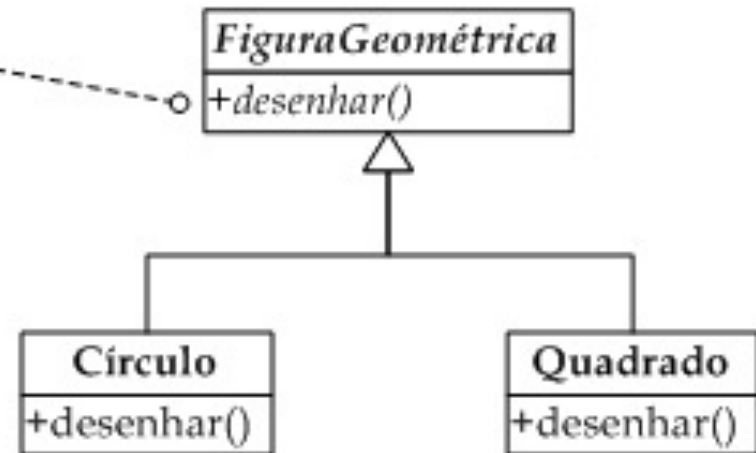 FiguraGeométrica
+desenhar()
Círculo
Quadrado
+desenhar()
+desenhar()